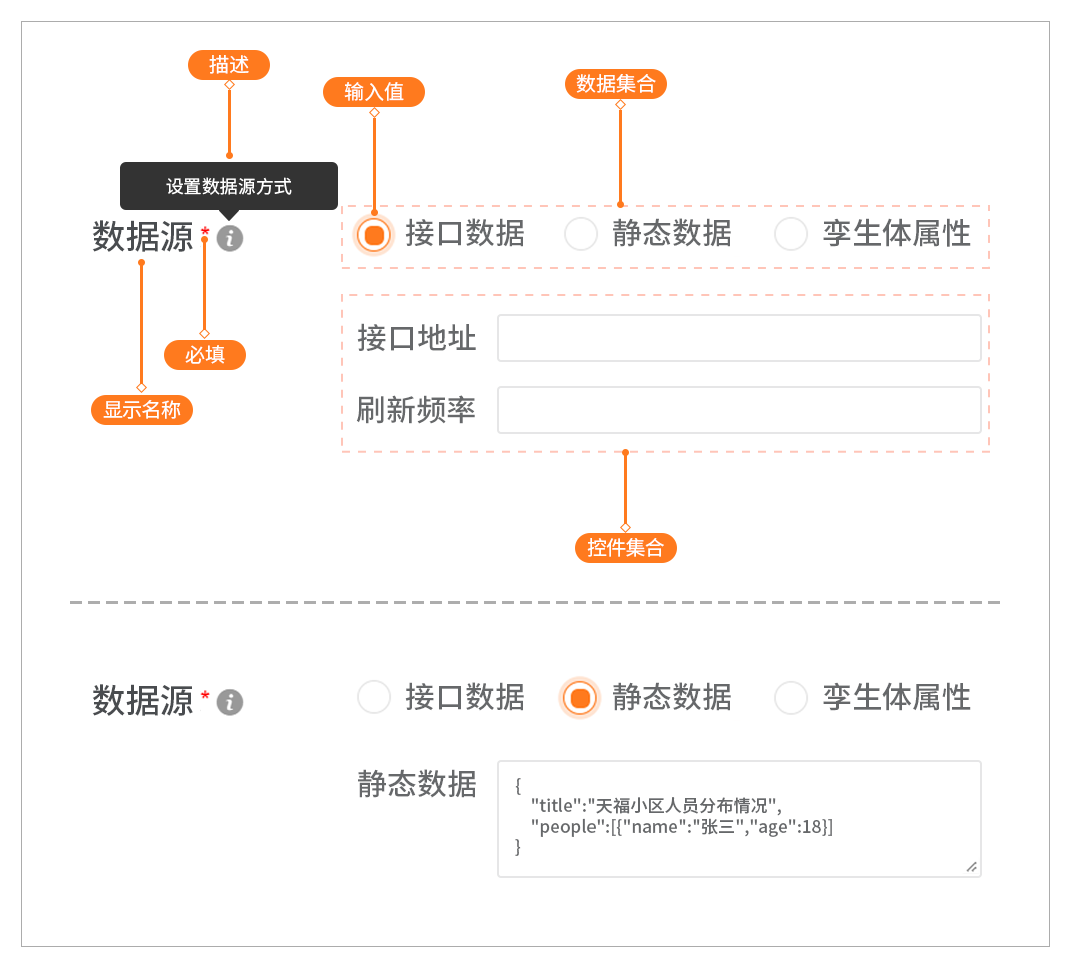 描述
输入值
数据集合
设置数据源方式
数据源 * i
接口数据 静态数据 孪生体属性
接口地址
必填
刷新频率
显示名称
控件集合
数据源 * i
接口数据 静态数据 孪生体属性
静态数据
{
"title":"天福小区人员分布情况",
"people":[{"name":"张三","age":18}]
}